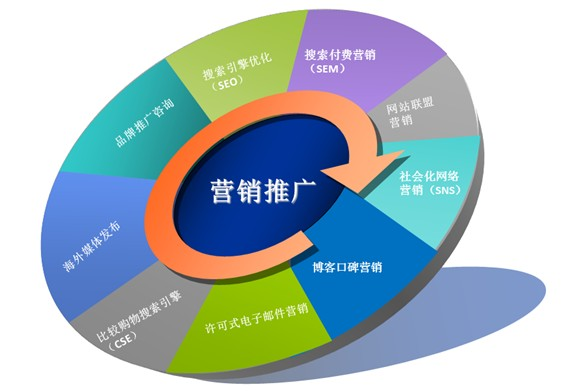 搜索引擎优化
（SEO）
搜索付费营销
（SEM）
网站联盟
营销
社会化网络
营销（SNS）
博客口碑营销
许可式电子邮件营销
比较购物搜索引擎
（CSE）
海外媒体发布
品牌推广咨询
营销推广